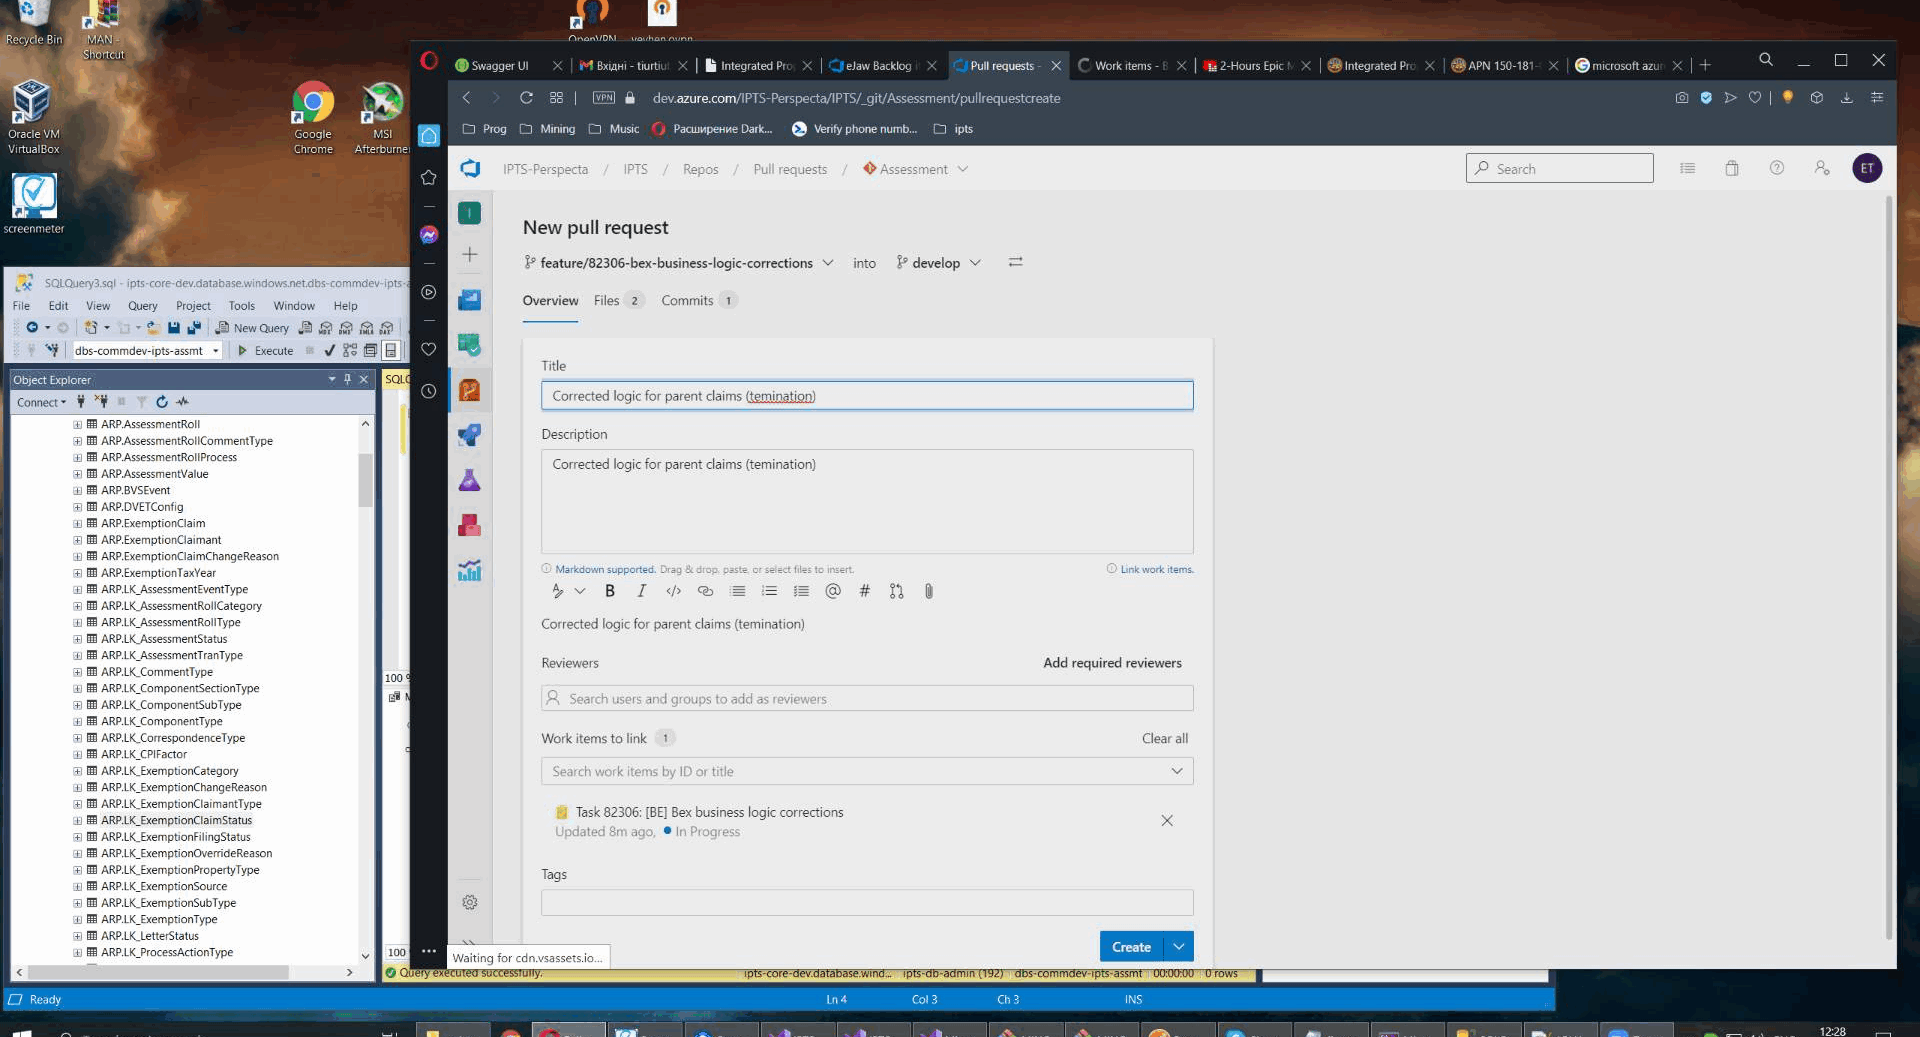 Recycle Bin
MAN -
Shortcut
OpenVPN
Oracle VM
VirtualBox
Google
Chrome
MSI
Afterburner
screenmeter
Swagger UI
Вхідні - tiurtiu
Integrated Pro
eJaw Backlog
Pull requests -
Work items - B
2-Hours Epic M
Integrated Pro
APN 150-181-
microsoft azur
VPN
dev.azure.com/IPTS-Perspecta/IPTS/_git/Assessment/pullrequestcreate
Prog
Mining
Music
Расширение Dark...
Verify phone numb...
ipts
IPTS-Perspecta / IPTS / Repos / Pull requests / Assessment
Search
ET
I
New pull request
feature/82306-bex-business-logic-corrections into develop
Overview Files 2 Commits 1
Title
Corrected logic for parent claims (temination)
Description
Corrected logic for parent claims (temination)
Markdown supported. Drag & drop, paste, or select files to insert.
Link work items.
B I </> @ #
Corrected logic for parent claims (temination)
Reviewers
Add required reviewers
Search users and groups to add as reviewers
Work items to link 1
Clear all
Search work items by ID or title
Task 82306: [BE] Bex business logic corrections
Updated 8m ago, In Progress
Tags
Create
Waiting for cdn.vsassets.io...
SQLQuery3.sql - ipts-core-dev.database.windows.net.dbs-commdev-ipts-a
File Edit View Query Project Tools Window Help
New Query
dbs-commdev-ipts-assmt
Execute
Object Explorer
SQLQ
Connect
ARP.AssessmentRoll
ARP.AssessmentRollCommentType
ARP.AssessmentRollProcess
ARP.AssessmentValue
ARP.BVSEvent
ARP.DVETConfig
ARP.ExemptionClaim
ARP.ExemptionClaimant
ARP.ExemptionClaimChangeReason
ARP.ExemptionTaxYear
ARP.LK_AssessmentEventType
ARP.LK_AssessmentRollCategory
ARP.LK_AssessmentRollType
ARP.LK_AssessmentStatus
ARP.LK_AssessmentTranType
ARP.LK_CommentType
ARP.LK_ComponentSectionType
ARP.LK_ComponentSubType
ARP.LK_ComponentType
ARP.LK_CorrespondenceType
ARP.LK_CPIFactor
ARP.LK_ExemptionCategory
ARP.LK_ExemptionChangeReason
ARP.LK_ExemptionClaimantType
ARP.LK_ExemptionClaimStatus
ARP.LK_ExemptionFilingStatus
ARP.LK_ExemptionOverrideReason
ARP.LK_ExemptionPropertyType
ARP.LK_ExemptionSource
ARP.LK_ExemptionSubType
ARP.LK_ExemptionType
ARP.LK_LetterStatus
ARP.LK_ProcessActionType
100 %
100
Query executed successfully.
ipts-core-dev.database.wind... ipts-db-admin (192) dbs-commdev-ipts-assmt 00:00:00 0 rows
Ready
Ln 4
Col 3
Ch 3
INS
12:28